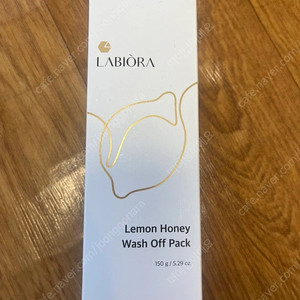 LABIÒRA
Lemon Honey
Wash Off Pack
150 g / 5.29 oz.